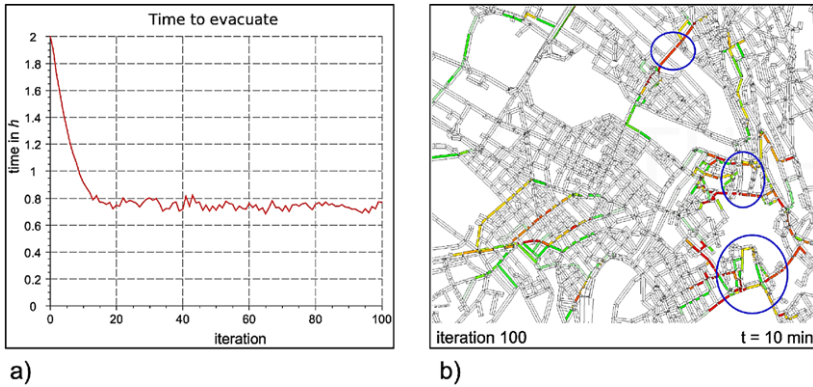 Time to evacuate
time in h
2
1.8
1.6
1.4
1.2
1
0.8
0.6
0.4
0.2
0
0 20 40 60 80 100
iteration
a)
iteration 100 t = 10 min
b)